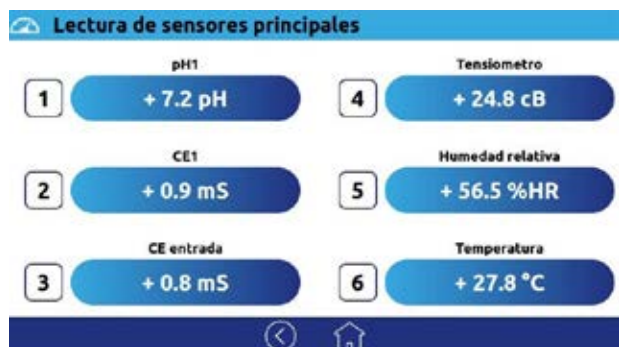 Lectura de sensores principales
pH1
1
+ 7.2 pH
CE1
2
+ 0.9 mS
CE entrada
3
+ 0.8 mS
Tensiometro
4
+ 24.8 cB
Humedad relativa
5
+ 56.5 %HR
Temperatura
6
+ 27.8 °C